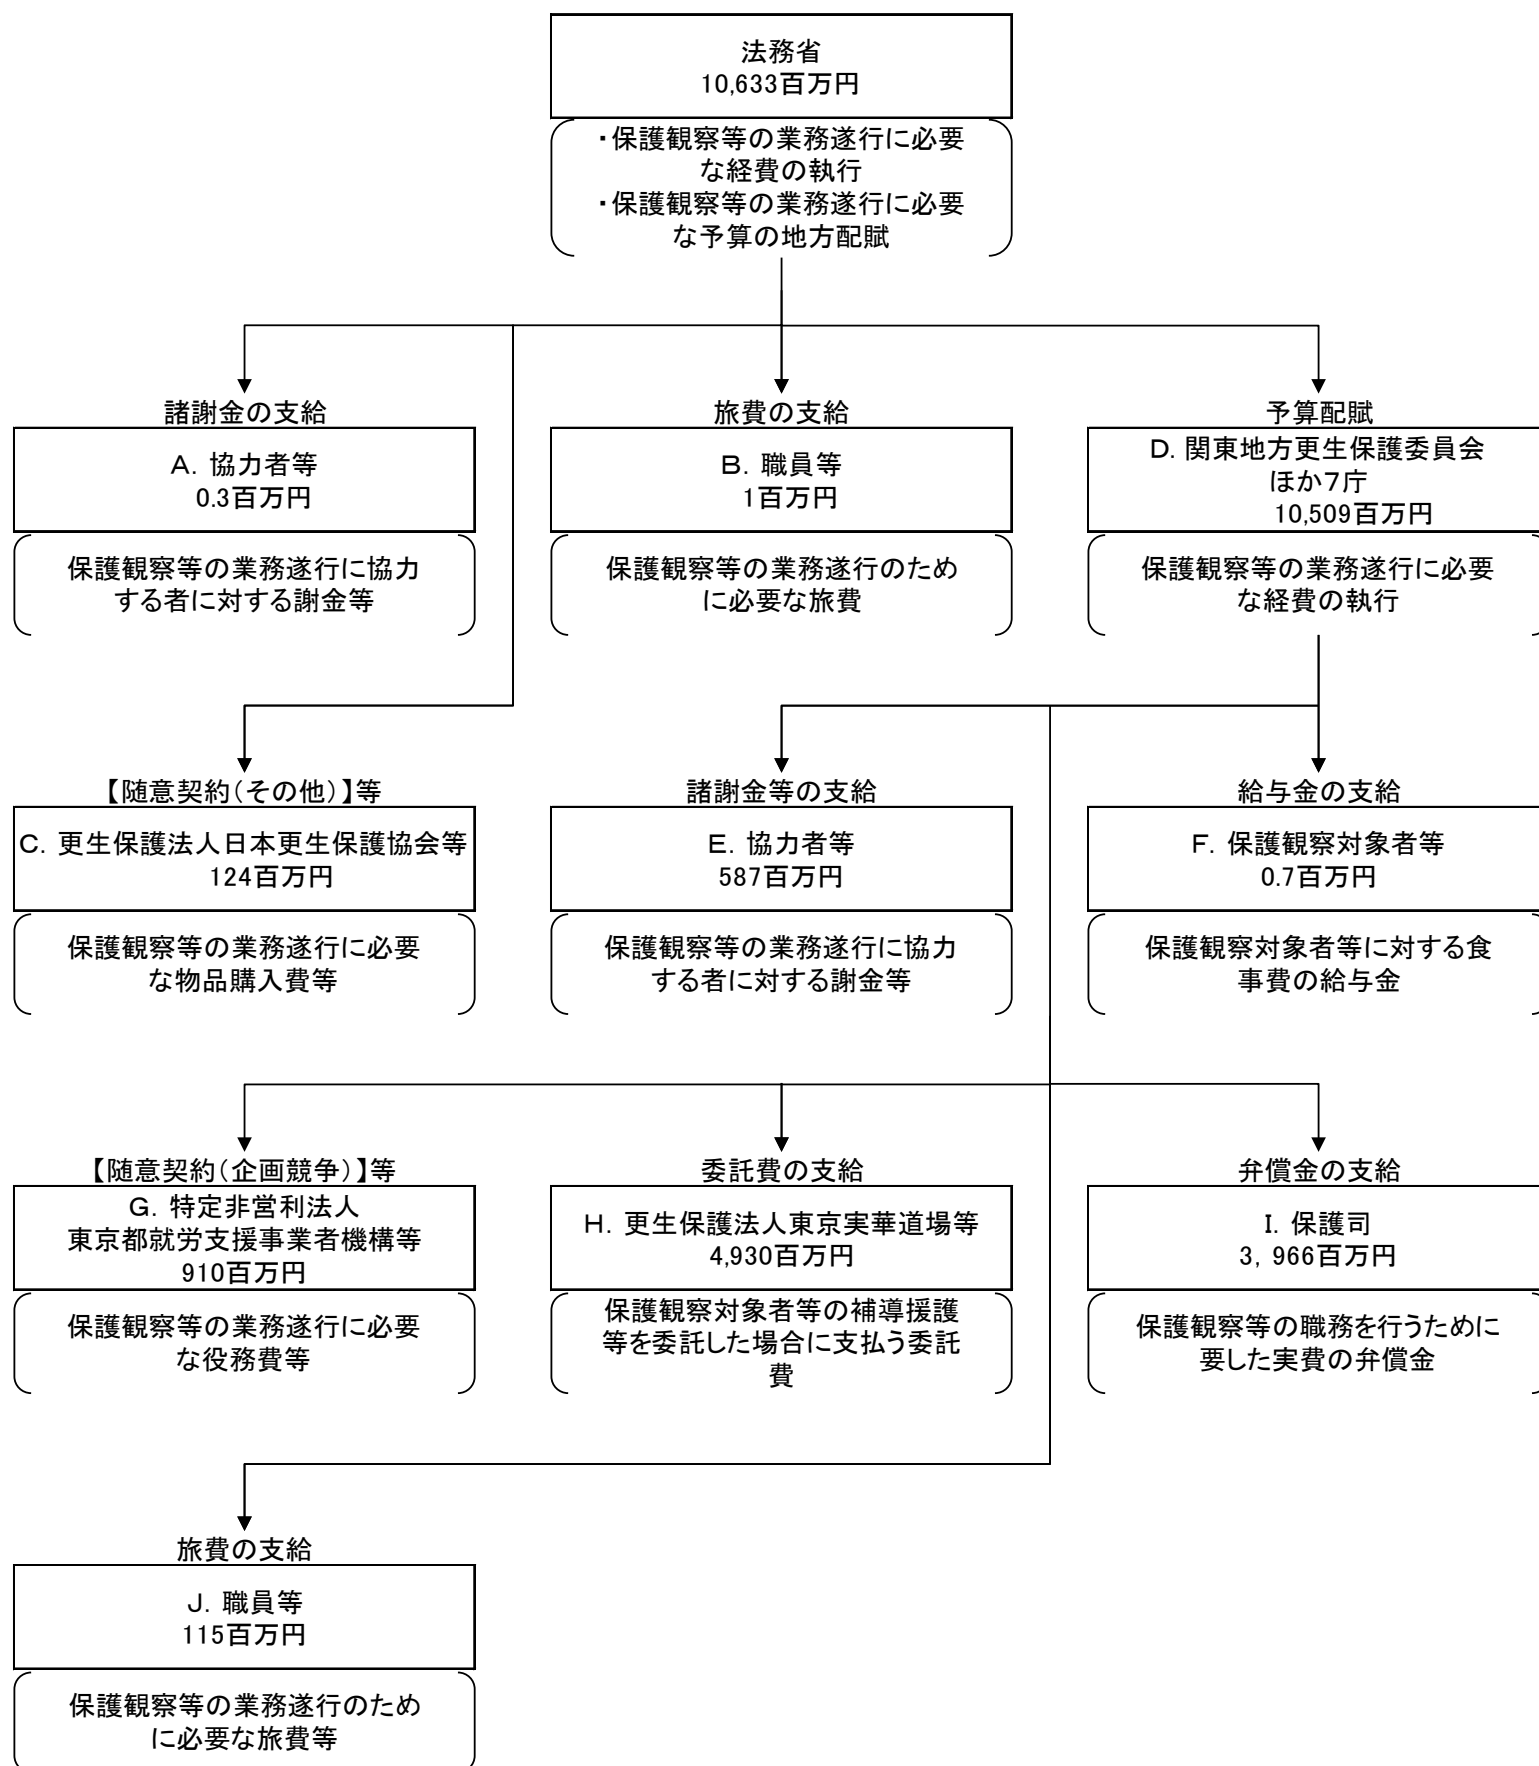 法務省
10,633百万円
・保護観察等の業務遂行に必要
な経費の執行
・保護観察等の業務遂行に必要
な予算の地方配賦
諸謝金の支給
A. 協力者等
0.3百万円
保護観察等の業務遂行に協力
する者に対する謝金等
旅費の支給
B. 職員等
1百万円
保護観察等の業務遂行のため
に必要な旅費
予算配賦
D. 関東地方更生保護委員会
ほか7庁
10,509百万円
保護観察等の業務遂行に必要
な経費の執行
【随意契約(その他)】等
C. 更生保護法人日本更生保護協会等
124百万円
保護観察等の業務遂行に必要
な物品購入費等
諸謝金等の支給
E. 協力者等
587百万円
保護観察等の業務遂行に協力
する者に対する謝金等
給与金の支給
F. 保護観察対象者等
0.7百万円
保護観察対象者等に対する食
事費の給与金
【随意契約(企画競争)】等
G. 特定非営利法人
東京都就労支援事業者機構等
910百万円
保護観察等の業務遂行に必要
な役務費等
委託費の支給
H. 更生保護法人東京実華道場等
4,930百万円
保護観察対象者等の補導援護
等を委託した場合に支払う委託
費
弁償金の支給
I. 保護司
3, 966百万円
保護観察等の職務を行うために
要した実費の弁償金
旅費の支給
J. 職員等
115百万円
保護観察等の業務遂行のため
に必要な旅費等